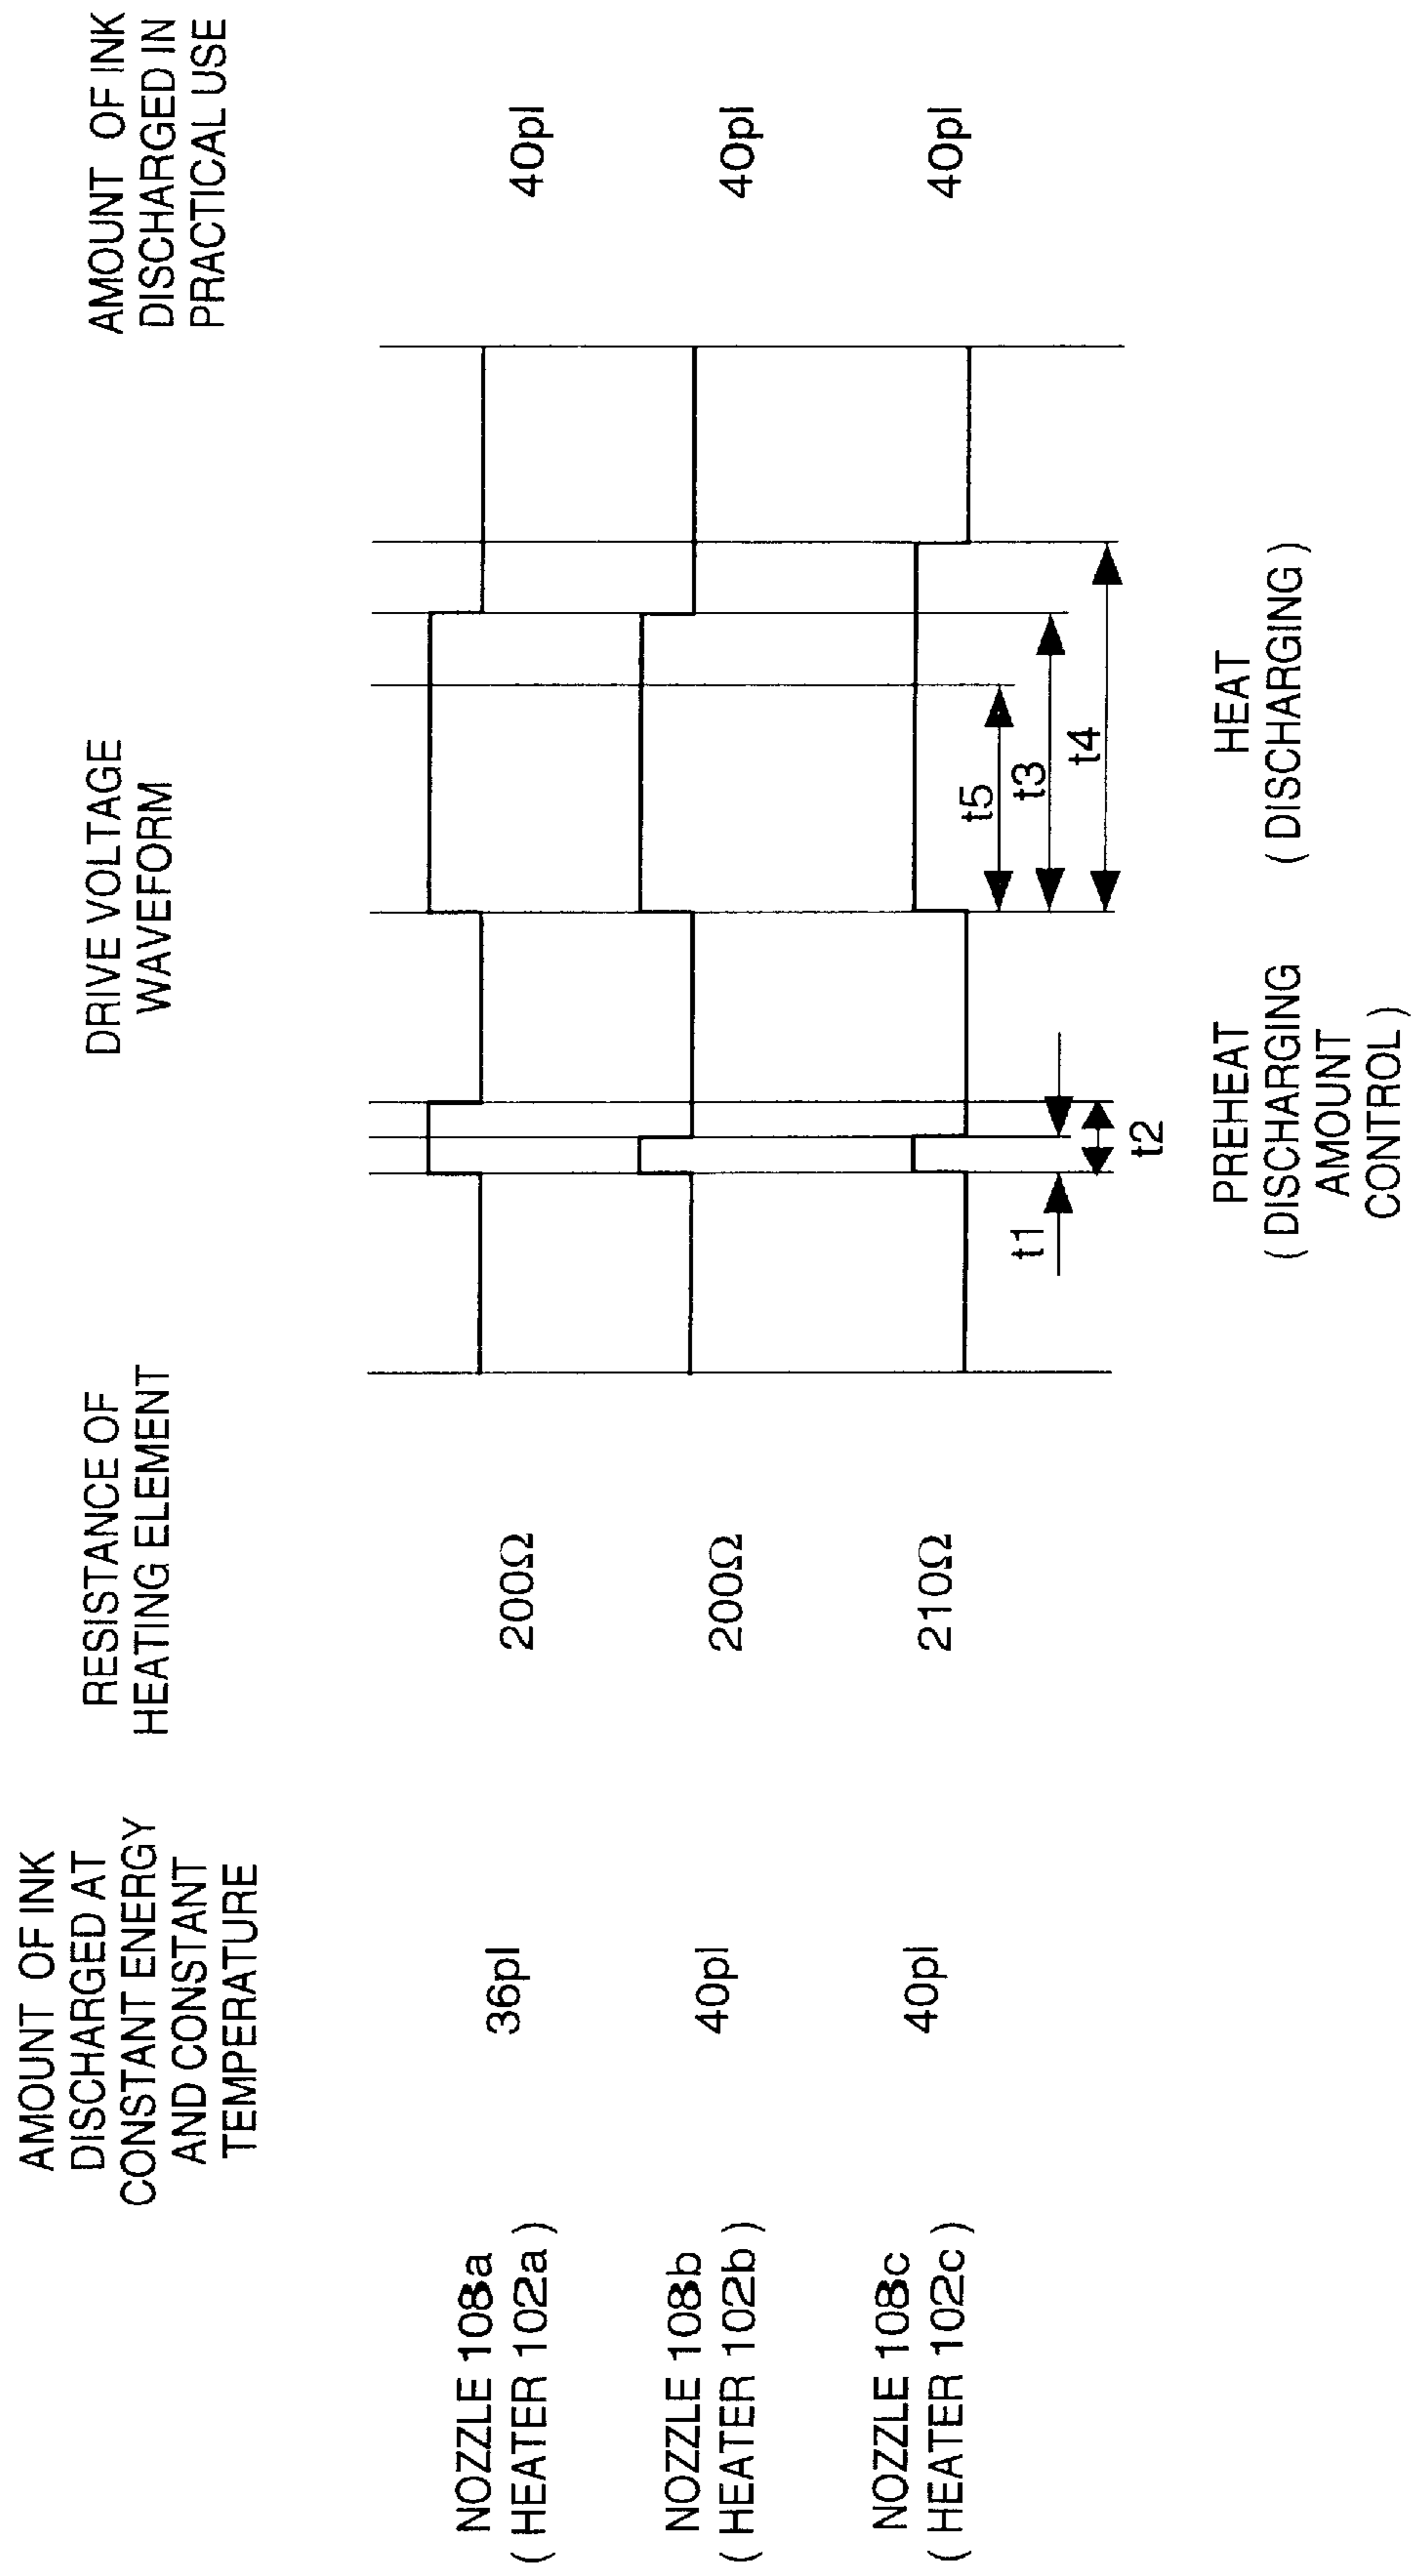 AMOUNT OF INK
DISCHARGED AT
CONSTANT ENERGY
AND CONSTANT
TEMPERATURE
RESISTANCE OF
HEATING ELEMENT
DRIVE VOLTAGE
WAVEFORM
AMOUNT OF INK
DISCHARGED IN
PRACTICAL USE
NOZZLE 108a
( HEATER 102a )
36pl
200Ω
40pl
NOZZLE 108b
( HEATER 102b )
40pl
200Ω
40pl
NOZZLE 108c
( HEATER 102c )
40pl
210Ω
40pl
t1
t2
t5
t3
t4
PREHEAT
( DISCHARGING
AMOUNT
CONTROL )
HEAT
( DISCHARGING )